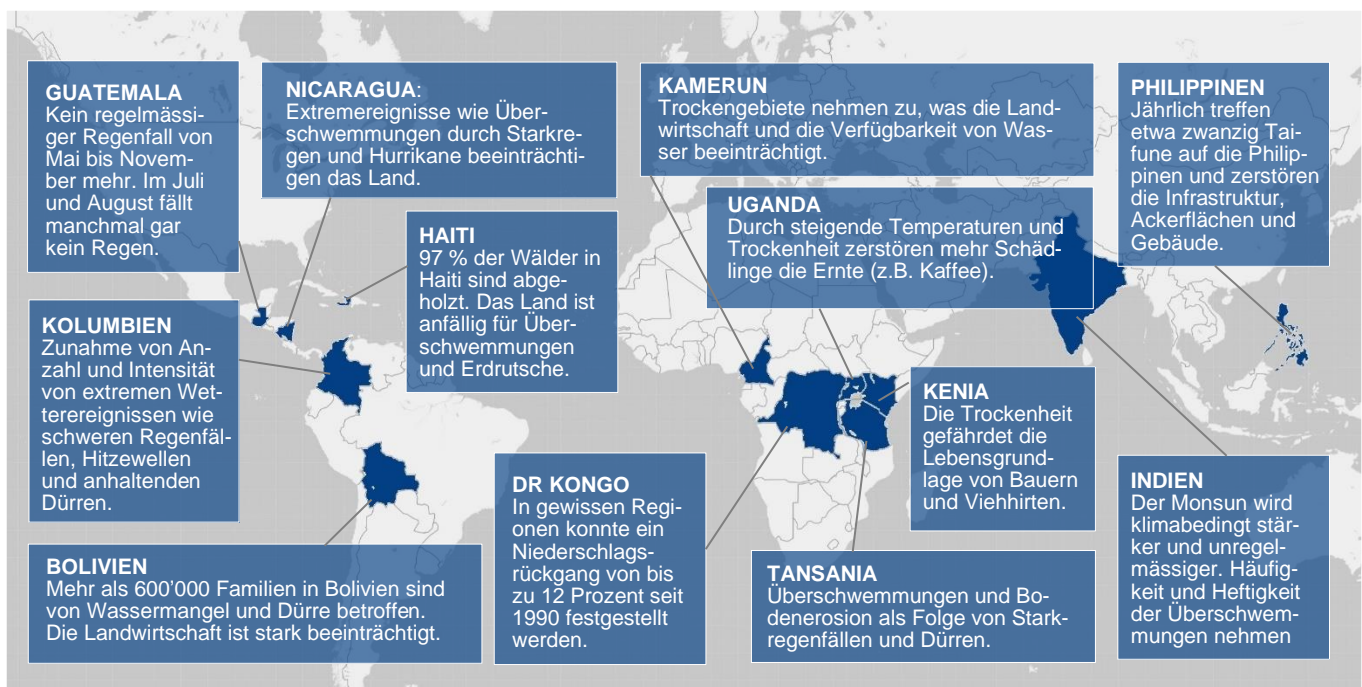 GUATEMALA
Kein regelmässi-
ger Regenfall von
Mai bis Novem-
ber mehr. Im Juli
und August fällt
manchmal gar
kein Regen.
NICARAGUA:
Extremereignisse wie Über-
schwemmungen durch Starkre-
gen und Hurrikane beeinträchti-
gen das Land.
KAMERUN
Trockengebiete nehmen zu, was die Land-
wirtschaft und die Verfügbarkeit von Was-
ser beeinträchtigt.
PHILIPPINEN
Jährlich treffen
etwa zwanzig Tai-
fune auf die Philip-
pinen und zerstören
die Infrastruktur,
Ackerflächen und
Gebäude.
UGANDA
Durch steigende Temperaturen und
Trockenheit zerstören mehr Schäd-
linge die Ernte (z.B. Kaffee).
HAITI
97 % der Wälder in
Haiti sind abge-
holzt. Das Land ist
anfällig für Über-
schwemmungen
und Erdrutsche.
KOLUMBIEN
Zunahme von An-
zahl und Intensität
von extremen Wet-
terereignissen wie
schweren Regenfäl-
len, Hitzewellen
und anhaltenden
Dürren.
KENIA
Die Trockenheit
gefährdet die
Lebensgrund-
lage von Bauern
und Viehhirten.
DR KONGO
In gewissen Regi-
onen konnte ein
Niederschlags-
rückgang von bis
zu 12 Prozent seit
1990 festgestellt
werden.
INDIEN
Der Monsun wird
klimabedingt stär-
ker und unregel-
mässiger. Häufig-
keit und Heftigkeit
der Überschwem-
mungen nehmen
BOLIVIEN
Mehr als 600'000 Familien in Bolivien sind
von Wassermangel und Dürre betroffen.
Die Landwirtschaft ist stark beeinträchtigt.
TANSANIA
Überschwemmungen und Bo-
denerosion als Folge von Stark-
regenfällen und Dürren.